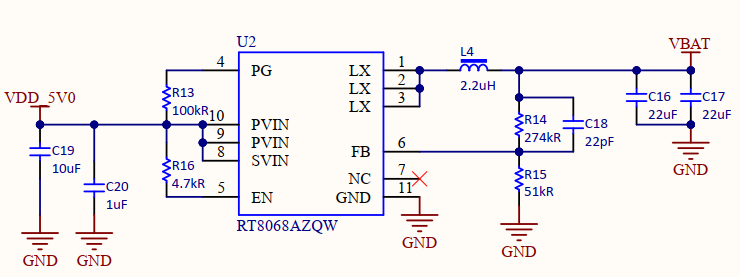 U2
L4
2.2uH
VBAT
VDD_5V0
4
PG
R13
100kR
10
PVIN
9
PVIN
8
SVIN
5
EN
R16
4.7kR
C19
10uF
C20
1uF
GND
GND
LX
1
LX
2
LX
3
FB
6
NC
7
GND
11
RT8068AZQW
GND
R14
274kR
C18
22pF
R15
51kR
GND
C16
22uF
C17
22uF
GND